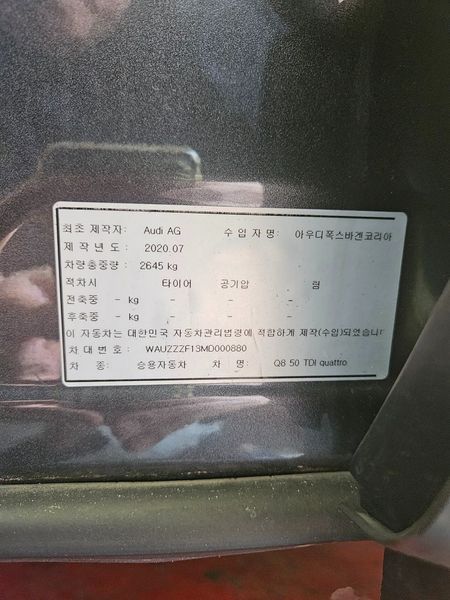 최초 제작자: Audi AG 수 입 자 명: 아우디폭스바겐코리아
제 작 년 도 : 2020.07
차량총중량 : 2645 kg
적차시 타이어 공기압 림
전축중 - kg - - -
후축중 - kg - - -
이 자동차는 대한민국 자동차관리법령에 적합하게 제작(수입)되었습니
차 대 번 호: WAUZZZF13MD000880
차 종: 승용자동차 차 명: Q8 50 TDI quattro